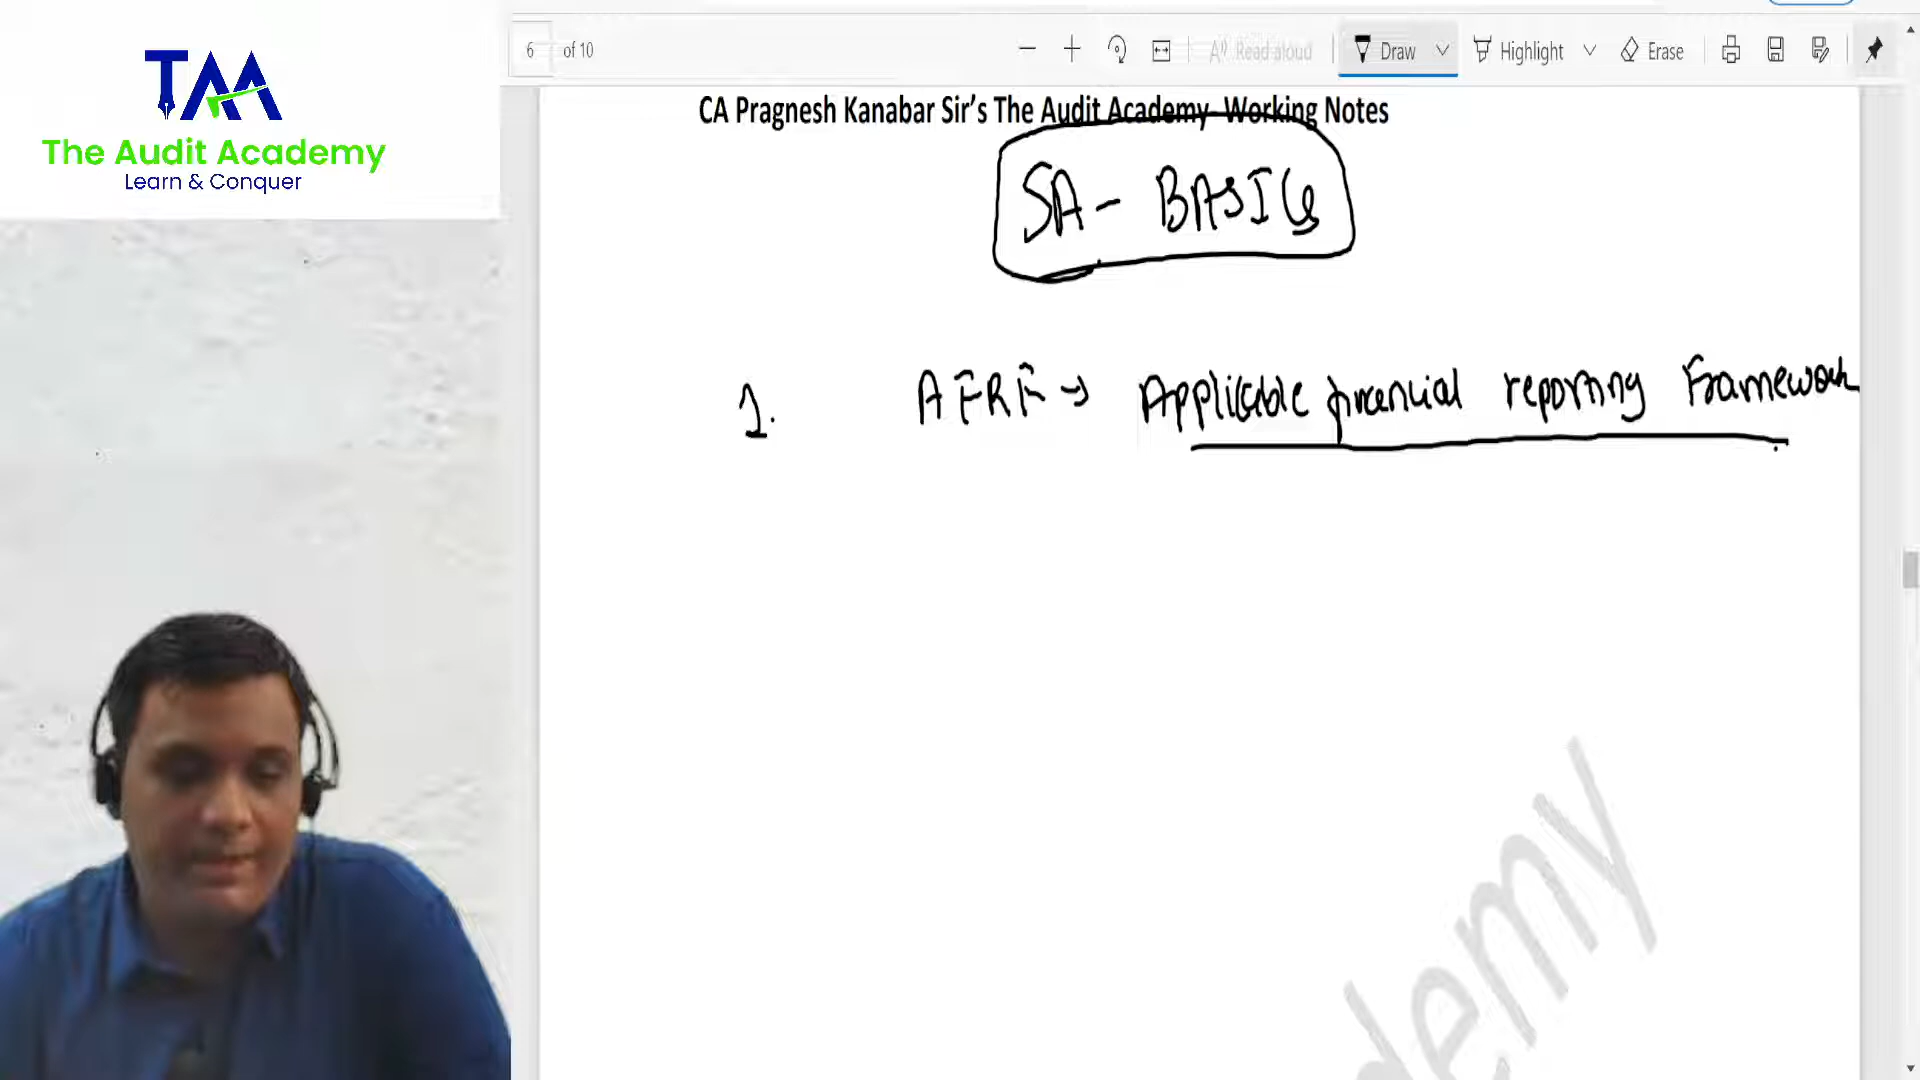 TAA
The Audit Academy
Learn & Conquer
6 of 10
Read aloud
Draw
Highlight
Erase
CA Pragnesh Kanabar Sir's The Audit Academy Working Notes
SA - BASICS
1. AFRF → Applicable financial reporting Framework
demy